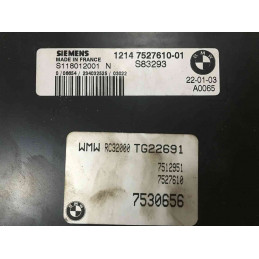 SIEMENS
MADE IN FRANCE
1214 7527610-01
S118012001 N
S83293
22-01-03
A0065
WMW RC32000 TG22691
7512951
7527610
7530656